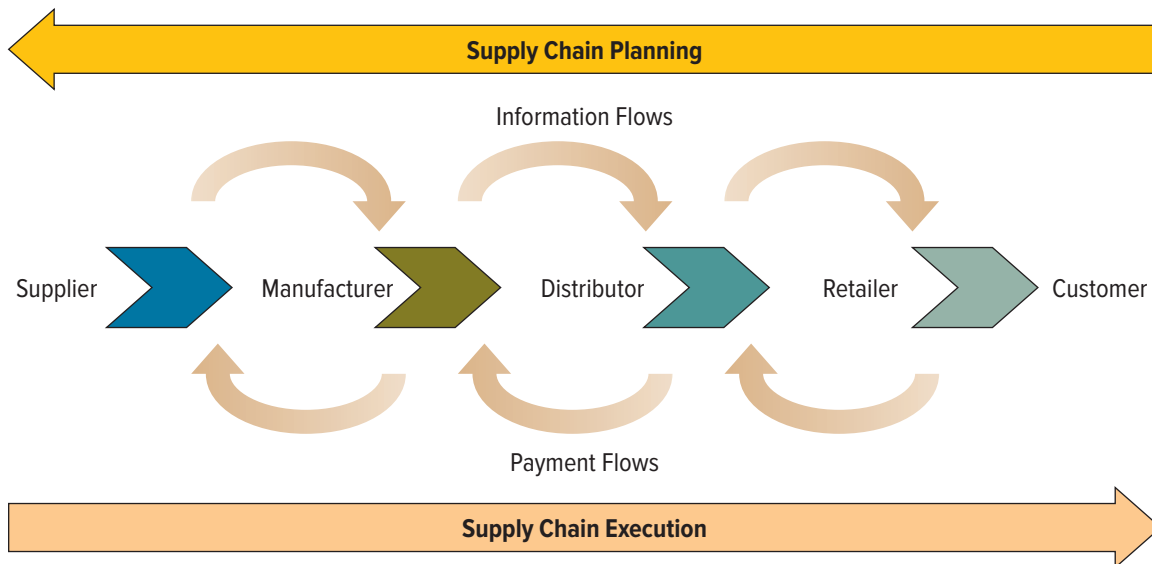 Supply Chain Planning
Information Flows
Supplier
Manufacturer
Distributor
Retailer
Customer
Payment Flows
Supply Chain Execution